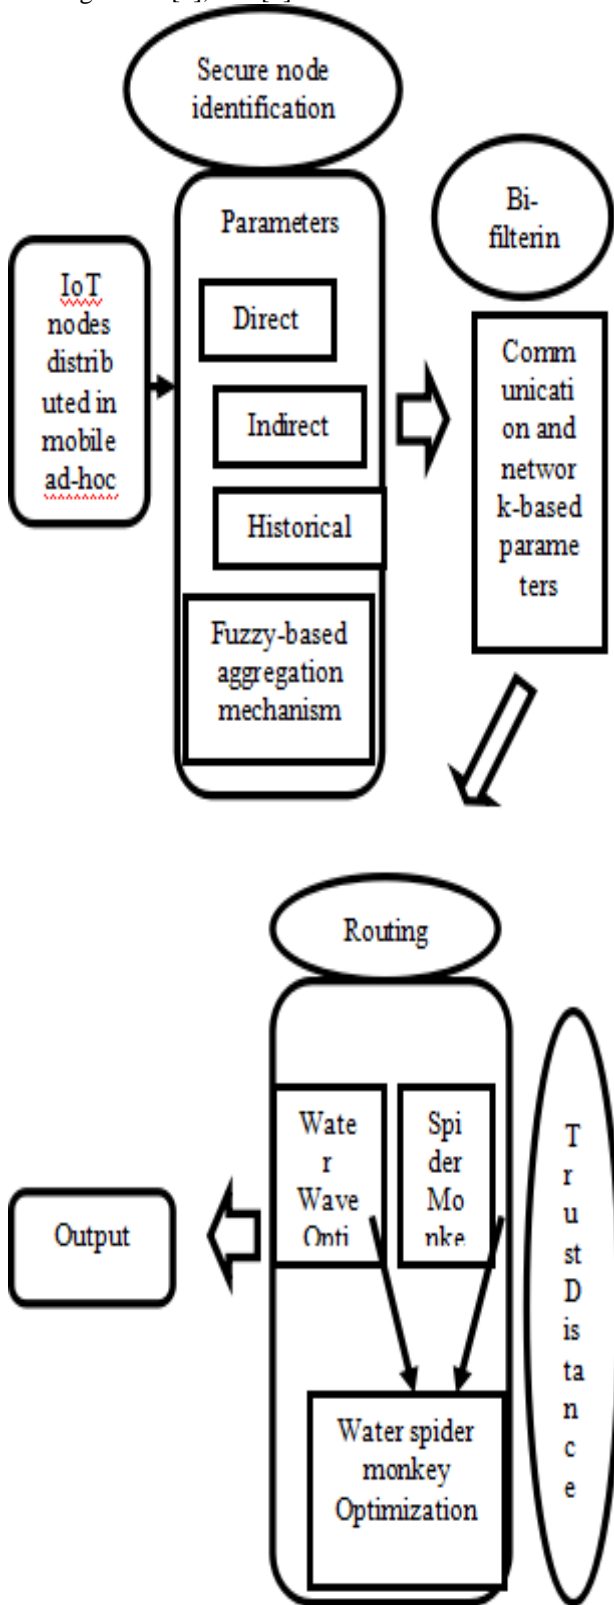 Secure node
identification
Parameters
Direct
Indirect
Historical
Fuzzy-based
aggregation
mechanism
IoT
nodes
distrib
uted in
mobile
ad-hoc
Bi-
filterin
Comm
unicati
on and
networ
k-based
parame
ters
Routing
Wate
r
Wave
Opti
Spi
der
Mo
nke
Water spider
monkey
Optimization
T
r
u
st
D
is
ta
n
c
e
Output